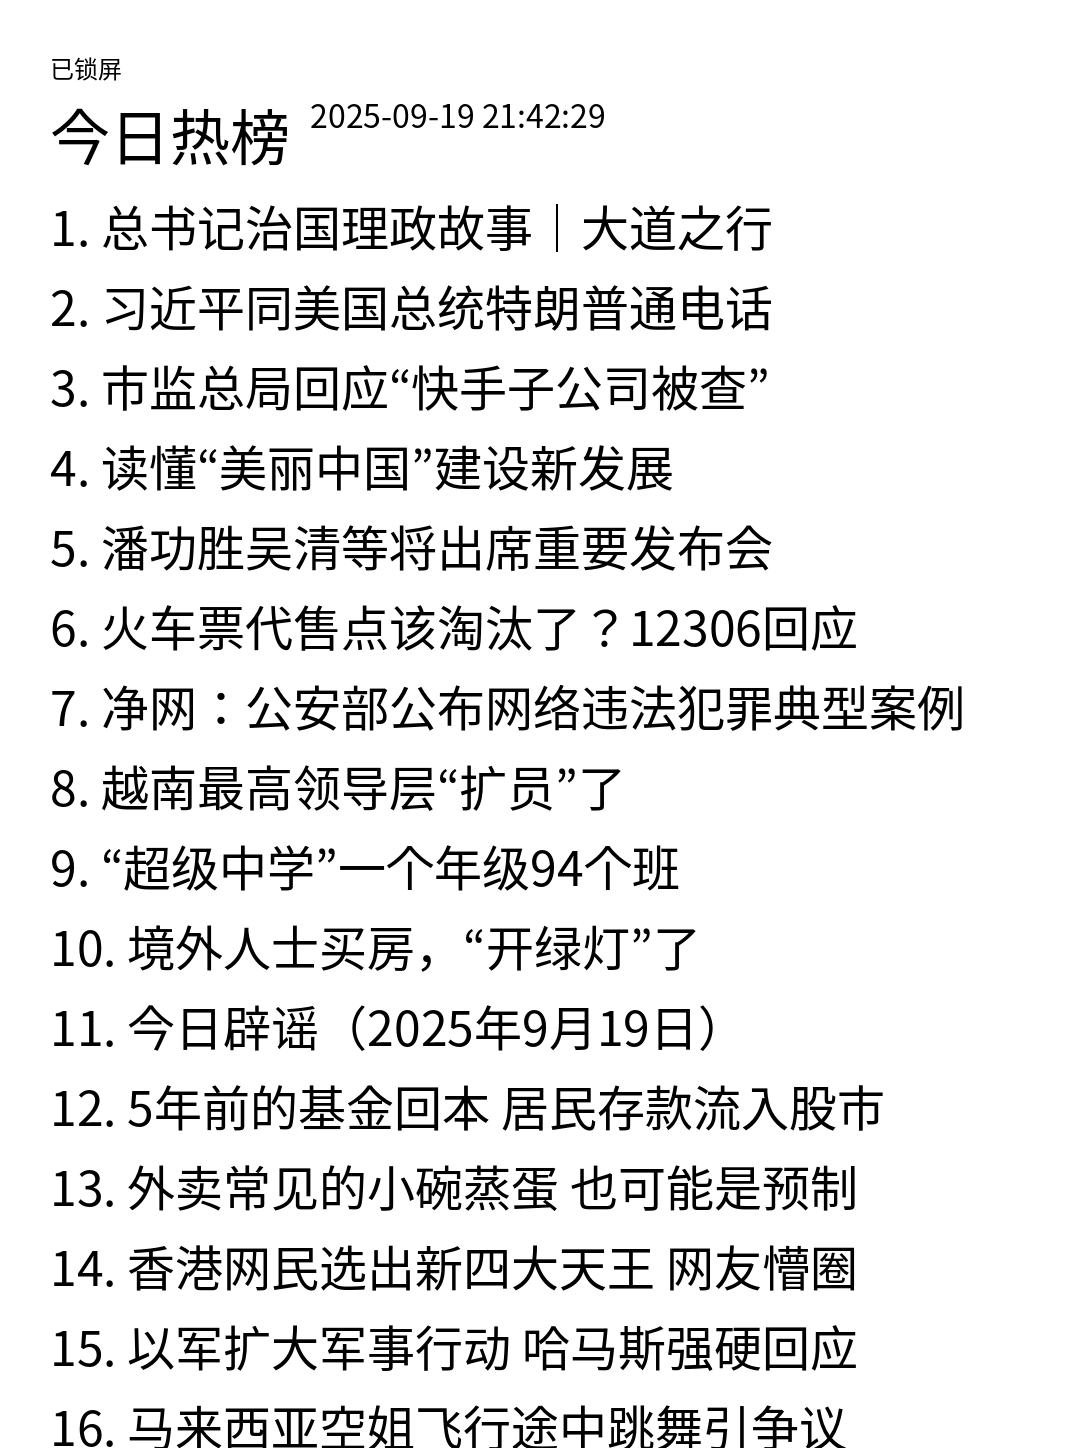 已锁屏
今日热榜 2025-09-19 21:42:29
1. 总书记治国理政故事｜大道之行
2. 习近平同美国总统特朗普通电话
3. 市监总局回应“快手子公司被查”
4. 读懂“美丽中国”建设新发展
5. 潘功胜吴清等将出席重要发布会
6. 火车票代售点该淘汰了？12306回应
7. 净网：公安部公布网络违法犯罪典型案例
8. 越南最高领导层“扩员”了
9. “超级中学”一个年级94个班
10. 境外人士买房，“开绿灯”了
11. 今日辟谣（2025年9月19日）
12. 5年前的基金回本 居民存款流入股市
13. 外卖常见的小碗蒸蛋 也可能是预制
14. 香港网民选出新四大天王 网友懵圈
15. 以军扩大军事行动 哈马斯强硬回应
16. 马来西亚空姐飞行途中跳舞引争议